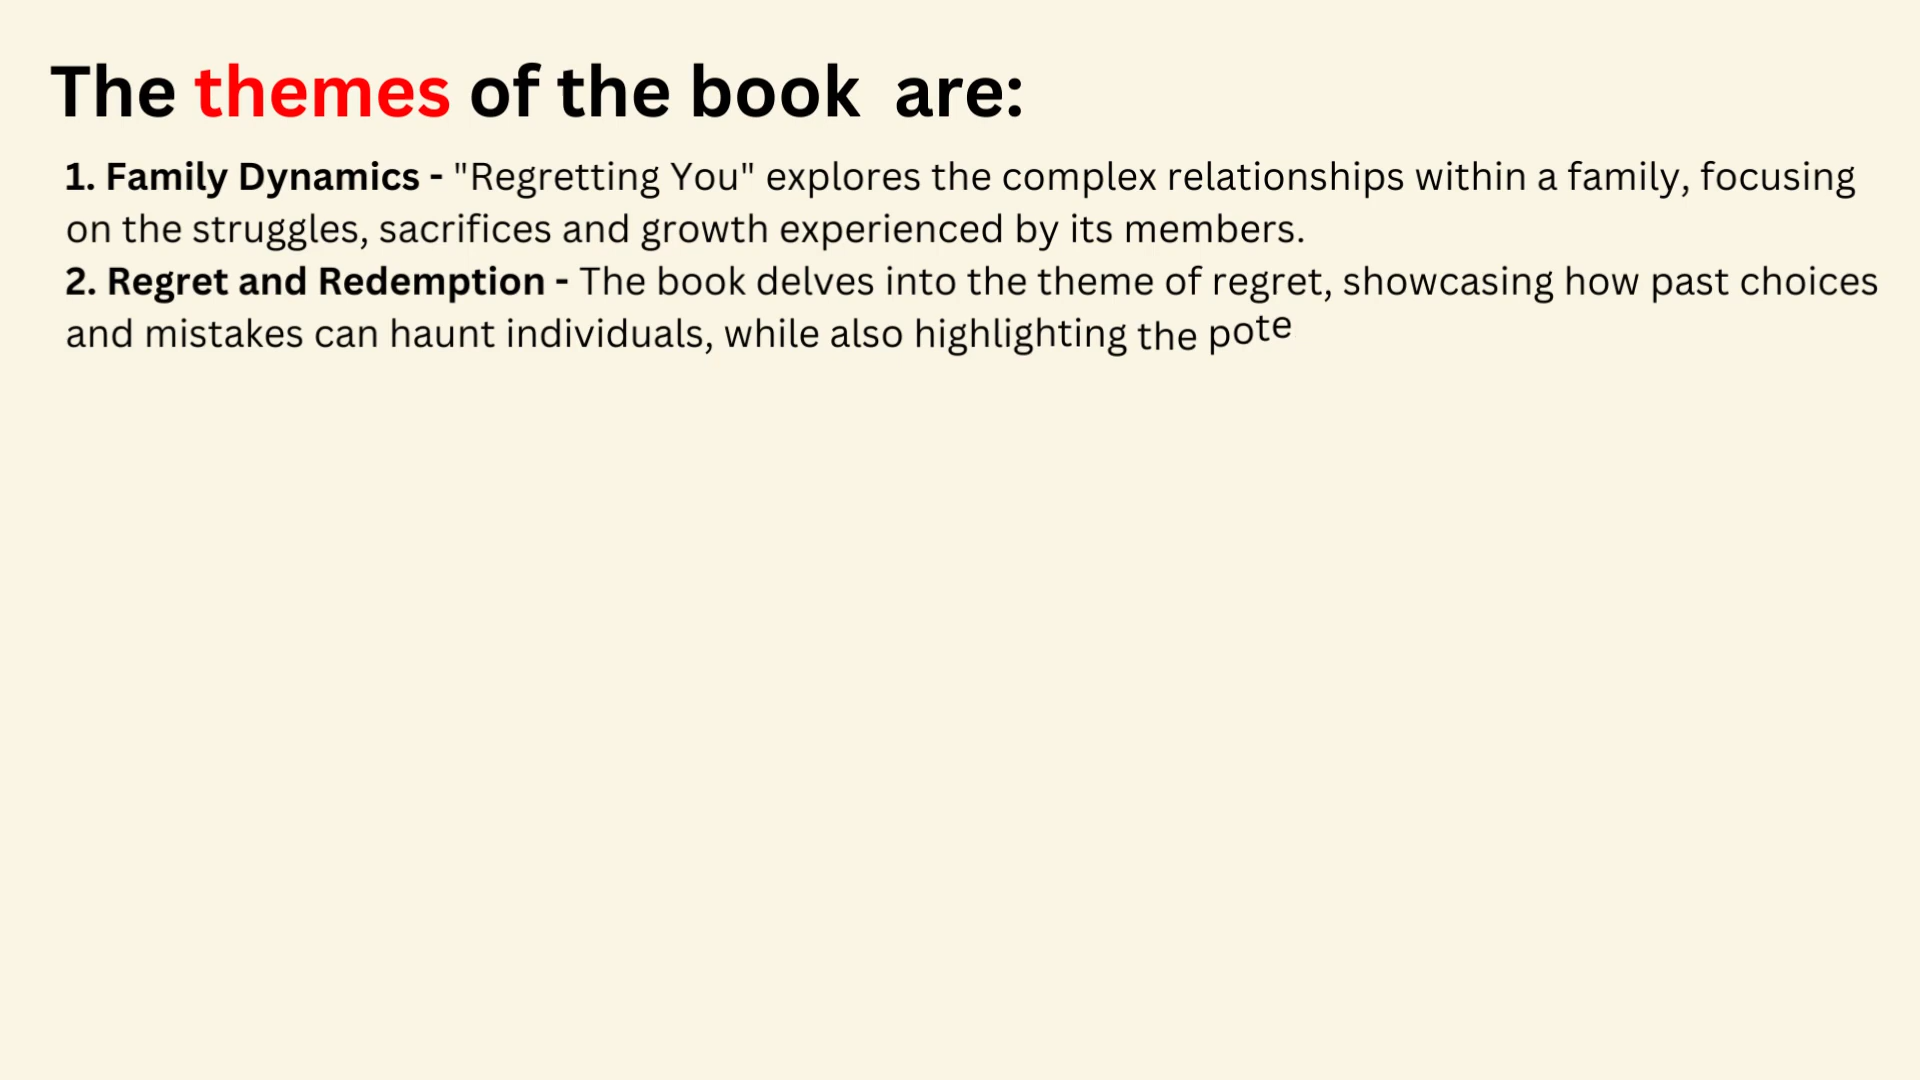 The themes of the book are:
1. Family Dynamics - "Regretting You" explores the complex relationships within a family, focusing
on the struggles, sacrifices and growth experienced by its members.
2. Regret and Redemption - The book delves into the theme of regret, showcasing how past choices
and mistakes can haunt individuals, while also highlighting the pote